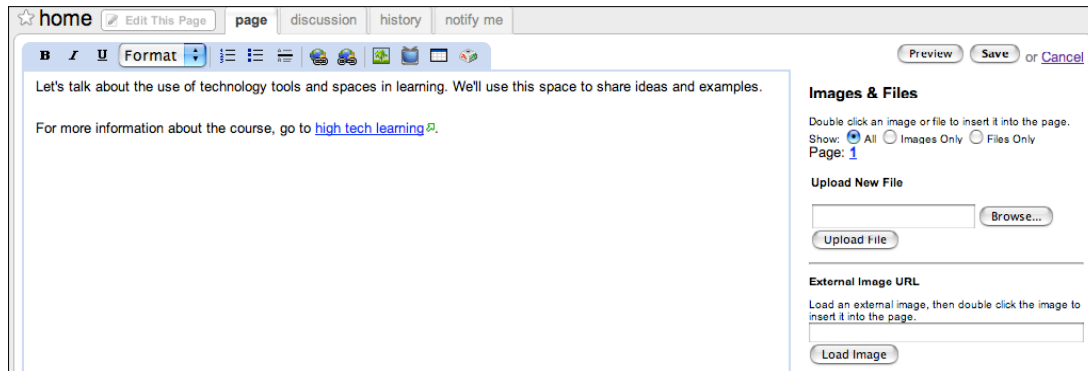 home Edit This Page page discussion history notify me
B I U Format Preview Save or Cancel
Let's talk about the use of technology tools and spaces in learning. We'll use this space to share ideas and examples.
For more information about the course, go to high tech learning.
Images & Files
Double click an image or file to insert it into the page.
Show: All Images Only Files Only
Page: 1
Upload New File
Browse...
Upload File
External Image URL
Load an external image, then double click the image to
insert it into the page.
Load Image